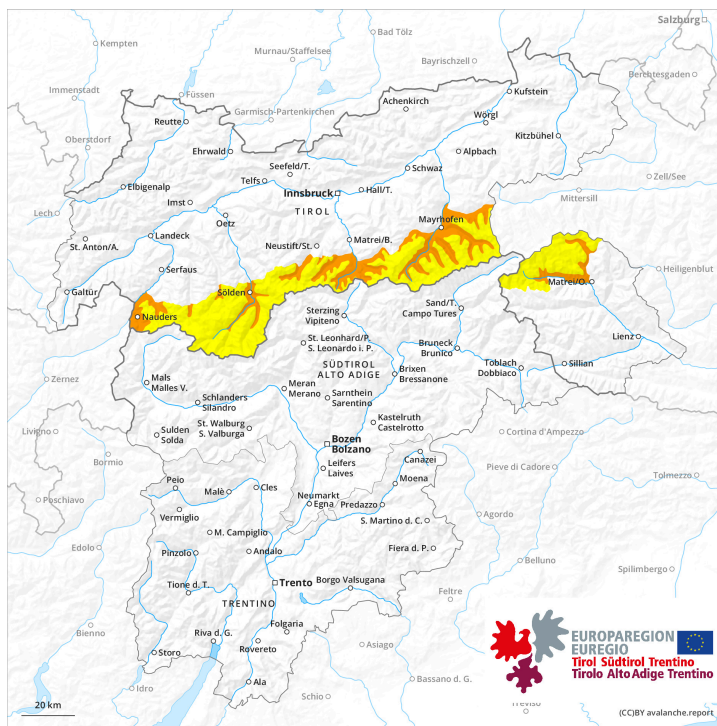 Salzburg
Kempten
Murnau/Staffelsee
Bad Tölz
Bayrischzell
Berchtesgaden
Immenstadt
Füssen
Garmisch-Partenkirchen
Achenkirch
Kufstein
Oberstdorf
Reutte
Wörgl
Kitzbühel
Ehrwald
Seefeld/T.
Schwaz
Alpbach
Zell/See
Elbigenalp
Telfs
Innsbruck
Hall/T.
Mittersill
Lech
Imst
TIROL
Mayrhofen
St. Anton/A.
Landeck
Oetz
Neustift/St.
Matrei/B.
Heiligenblut
Serfaus
Galtür
Sölden
Matrei/O.
Nauders
Sterzing
Vipiteno
Sand/T.
Campo Tures
St. Leonhard/P.
S. Leonardo i. P.
Bruneck
Brunico
Lienz
Zernez
Mals
Malles V.
SÜDTIROL
ALTO ADIGE
Brixen
Bressanone
Toblach
Dobbiaco
Sillian
Meran
Merano
Schlanders
Silandro
Sarnthein
Sarentino
St. Walburg
S. Valburga
Kastelruth
Castelrotto
Livigno
Sulden
Solda
Bozen
Bolzano
Cortina d'Ampezzo
Bormio
Leifers
Laives
Canazei
Pieve di Cadore
Tolmezzo
Poschiavo
Peio
Malè
Cles
Neumarkt
Egna
Predazzo
Moena
Vermiglio
S. Martino d. C.
Agordo
Edolo
M. Campiglio
Pinzolo
Andalo
Fiera d. P.
Belluno
Spilimbergo
Tione d. T.
Trento
Borgo Valsugana
Feltre
TRENTINO
Bienno
Folgaria
Riva d. G.
Storo
Rovereto
Asiago
Idro
Ala
Schio
Bassano d. G.
Treviso
EUROPAREGION
EUREGIO
Tirol Südtirol Trentino
Tirolo Alto Adige Trentino
20 km
(CC)BY avalanche.report